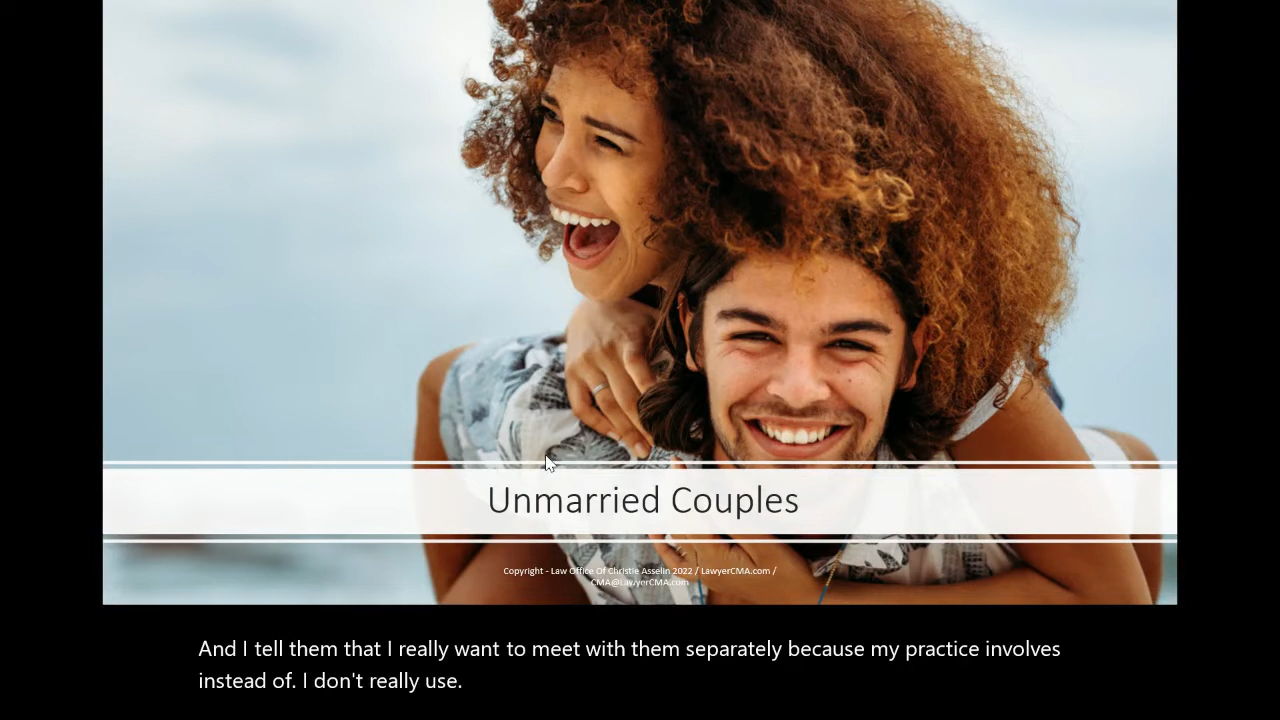 Unmarried Couples
Copyright - Law Office Of Christie Asselin 2022 / LawyerCMA.com /
CMA@LawyerCMA.com
And I tell them that I really want to meet with them separately because my practice involves
instead of. I don't really use.